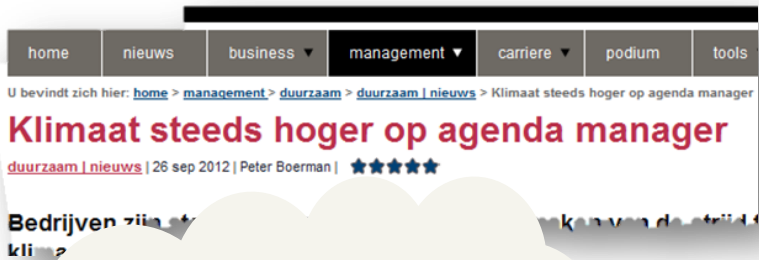 home nieuws business management carriere podium tools
U bevindt zich hier: home > management > duurzaam > duurzaam | nieuws > Klimaat steeds hoger op agenda manager
Klimaat steeds hoger op agenda manager
duurzaam | nieuws | 26 sep 2012 | Peter Boerman |
Bedrijven zijn